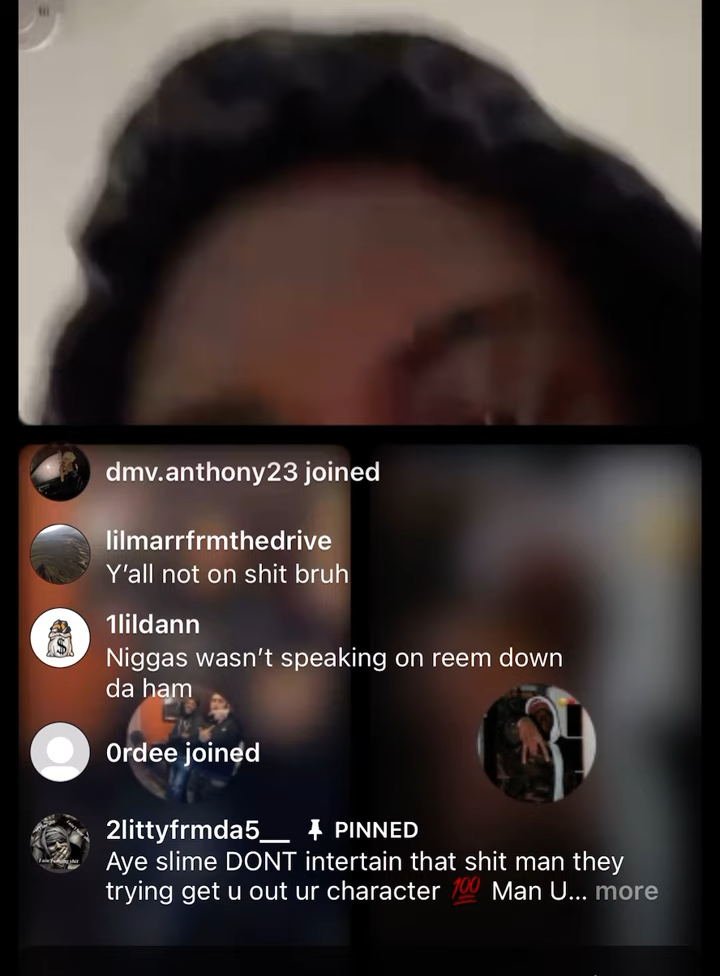 dmv.anthony23 joined
lilmarrfrmthedrive
Y’all not on shit bruh
1lildann
Niggas wasn’t speaking on reem down
da ham
0rdee joined
2littyfrmda5__ PINNED
Aye slime DONT intertain that shit man they
trying get u out ur character 💯 Man U... more